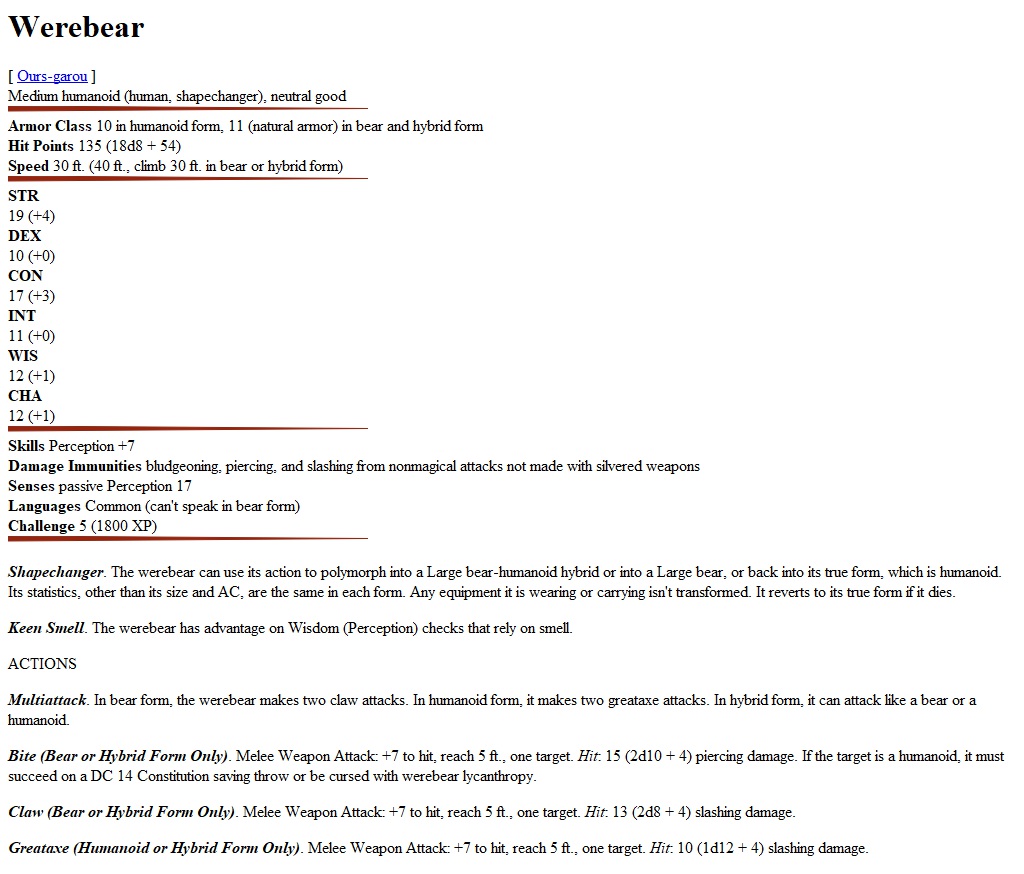 Werebear
[ Ours-garou ]
Medium humanoid (human, shapechanger), neutral good
Armor Class 10 in humanoid form, 11 (natural armor) in bear and hybrid form
Hit Points 135 (18d8 + 54)
Speed 30 ft. (40 ft., climb 30 ft. in bear or hybrid form)
STR
19 (+4)
DEX
10 (+0)
CON
17 (+3)
INT
11 (+0)
WIS
12 (+1)
CHA
12 (+1)
Skills Perception +7
Damage Immunities bludgeoning, piercing, and slashing from nonmagical attacks not made with silvered weapons
Senses passive Perception 17
Languages Common (can't speak in bear form)
Challenge 5 (1800 XP)
Shapechanger. The werebear can use its action to polymorph into a Large bear-humanoid hybrid or into a Large bear, or back into its true form, which is humanoid.
Its statistics, other than its size and AC, are the same in each form. Any equipment it is wearing or carrying isn't transformed. It reverts to its true form if it dies.
Keen Smell. The werebear has advantage on Wisdom (Perception) checks that rely on smell.
ACTIONS
Multiattack. In bear form, the werebear makes two claw attacks. In humanoid form, it makes two greataxe attacks. In hybrid form, it can attack like a bear or a
humanoid.
Bite (Bear or Hybrid Form Only). Melee Weapon Attack: +7 to hit, reach 5 ft., one target. Hit: 15 (2d10 + 4) piercing damage. If the target is a humanoid, it must
succeed on a DC 14 Constitution saving throw or be cursed with werebear lycanthropy.
Claw (Bear or Hybrid Form Only). Melee Weapon Attack: +7 to hit, reach 5 ft., one target. Hit: 13 (2d8 + 4) slashing damage.
Greataxe (Humanoid or Hybrid Form Only). Melee Weapon Attack: +7 to hit, reach 5 ft., one target. Hit: 10 (1d12 + 4) slashing damage.